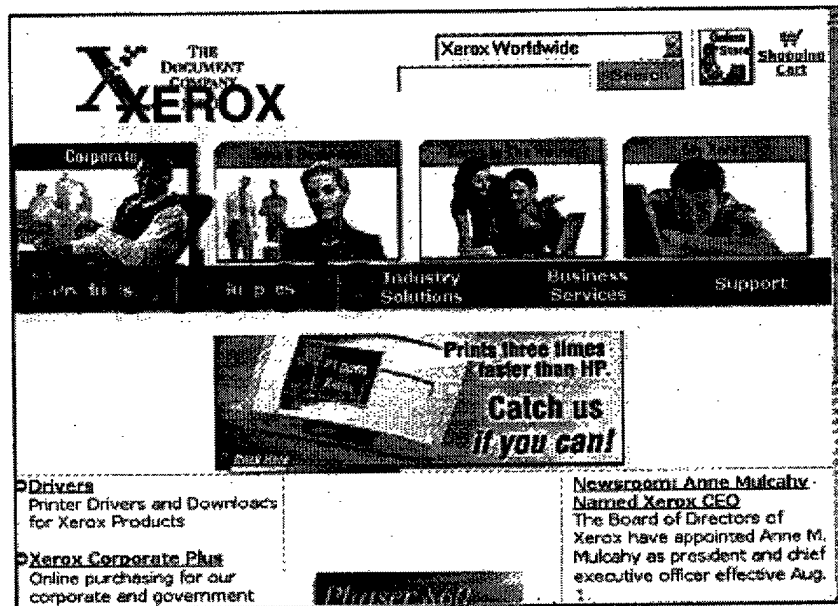 THE
DOCUMENT
COMPANY
XEROX
Xerox Worldwide
Search
Online
Store
Shopping
Cart
Corporate
Industry
Solutions
Business
Services
Support
Prints three times
faster than HP.
Catch us
if you can!
Drivers
Printer Drivers and Downloads
for Xerox Products
Xerox Corporate Plus
Online purchasing for our
corporate and government
Newsroom: Anne Mulcahy
Named Xerox CEO
The Board of Directors of
Xerox have appointed Anne M.
Mulcahy as president and chief
executive officer effective Aug.
1.